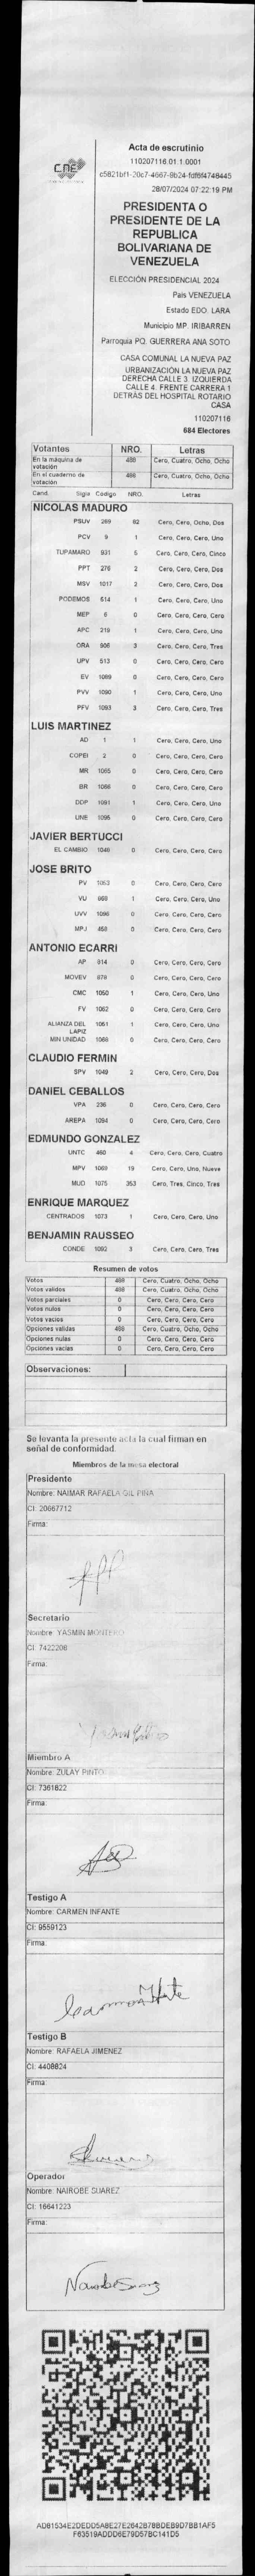 CNE
Acta de escrutinio
110207116.01.1.0001
c5821bf1-20c7-4667-9b24-fdf6f4746445
28/07/2024 07:22:19 PM
PRESIDENTA O
PRESIDENTE DE LA
REPUBLICA
BOLIVARIANA DE
VENEZUELA
ELECCIÓN PRESIDENCIAL 2024
País VENEZUELA
Estado EDO. LARA
Municipio MP. IRIBARREN
Parroquia PQ. GUERRERA ANA SOTO
CASA COMUNAL LA NUEVA PAZ
URBANIZACIÓN LA NUEVA PAZ
DERECHA CALLE 3. IZQUIERDA
CALLE 4. FRENTE CARRERA 1
DETRÁS DEL HOSPITAL ROTARIO
CASA
110207116
684 Electores
Votantes NRO. Letras
En la máquina de votación 488 Cero, Cuatro, Ocho, Ocho
En el cuaderno de votación 488 Cero, Cuatro, Ocho, Ocho
Cand. Sigla Codigo NRO. Letras
NICOLAS MADURO
PSUV 269 82 Cero, Cero, Ocho, Dos
PCV 9 1 Cero, Cero, Cero, Uno
TUPAMARO 931 5 Cero, Cero, Cero, Cinco
PPT 276 2 Cero, Cero, Cero, Dos
MSV 1017 2 Cero, Cero, Cero, Dos
PODEMOS 614 1 Cero, Cero, Cero, Uno
MEP 6 0 Cero, Cero, Cero, Cero
APC 219 1 Cero, Cero, Cero, Uno
ORA 906 3 Cero, Cero, Cero, Tres
UPV 513 0 Cero, Cero, Cero, Cero
EV 1089 0 Cero, Cero, Cero, Cero
PVV 1090 1 Cero, Cero, Cero, Uno
PFV 1093 3 Cero, Cero, Cero, Tres
LUIS MARTINEZ
AD 1 1 Cero, Cero, Cero, Uno
COPEI 2 0 Cero, Cero, Cero, Cero
MR 1065 0 Cero, Cero, Cero, Cero
BR 1086 0 Cero, Cero, Cero, Cero
DDP 1091 1 Cero, Cero, Cero, Uno
UNE 1095 0 Cero, Cero, Cero, Cero
JAVIER BERTUCCI
EL CAMBIO 1048 0 Cero, Cero, Cero, Cero
JOSE BRITO
PV 1063 0 Cero, Cero, Cero, Cero
VU 669 1 Cero, Cero, Cero, Uno
UVV 1096 0 Cero, Cero, Cero, Cero
MPJ 458 0 Cero, Cero, Cero, Cero
ANTONIO ECARRI
AP 814 0 Cero, Cero, Cero, Cero
MOVEV 878 0 Cero, Cero, Cero, Cero
CMC 1050 1 Cero, Cero, Cero, Uno
FV 1062 0 Cero, Cero, Cero, Cero
ALIANZA DEL LAPIZ 1051 1 Cero, Cero, Cero, Uno
MIN UNIDAD 1068 0 Cero, Cero, Cero, Cero
CLAUDIO FERMIN
SPV 1049 2 Cero, Cero, Cero, Dos
DANIEL CEBALLOS
VPA 236 0 Cero, Cero, Cero, Cero
AREPA 1094 0 Cero, Cero, Cero, Cero
EDMUNDO GONZALEZ
UNTC 460 4 Cero, Cero, Cero, Cuatro
MPV 1069 19 Cero, Cero, Uno, Nueve
MUD 1075 353 Cero, Tres, Cinco, Tres
ENRIQUE MARQUEZ
CENTRADOS 1073 1 Cero, Cero, Cero, Uno
BENJAMIN RAUSSEO
CONDE 1092 3 Cero, Cero, Cero, Tres
Resumen de votos
Votos 488 Cero, Cuatro, Ocho, Ocho
Votos validos 488 Cero, Cuatro, Ocho, Ocho
Votos parciales 0 Cero, Cero, Cero, Cero
Votos nulos 0 Cero, Cero, Cero, Cero
Votos vacios 0 Cero, Cero, Cero, Cero
Opciones validas 488 Cero, Cuatro, Ocho, Ocho
Opciones nulas 0 Cero, Cero, Cero, Cero
Opciones vacias 0 Cero, Cero, Cero, Cero
Observaciones:
Se levanta la presente acta la cual firman en
señal de conformidad.
Miembros de la mesa electoral
Presidente
Nombre: NAIMAR RAFAELA GIL PIÑA
CI: 20667712
Firma:
Secretario
Nombre: YASMIN MONTERO
CI: 7422206
Firma:
Miembro A
Nombre: ZULAY PINTO
CI: 7361822
Firma:
Testigo A
Nombre: CARMEN INFANTE
CI: 9559123
Firma:
Testigo B
Nombre: RAFAELA JIMENEZ
CI: 4408824
Firma:
Operador
Nombre: NAIROBE SUAREZ
CI: 16641223
Firma:
Nairobe Suarez
AD81534E2DEDD5A8E27E2642B78BDEB9D7BB1AF5
F63519ADDD6E79D57BC141D5